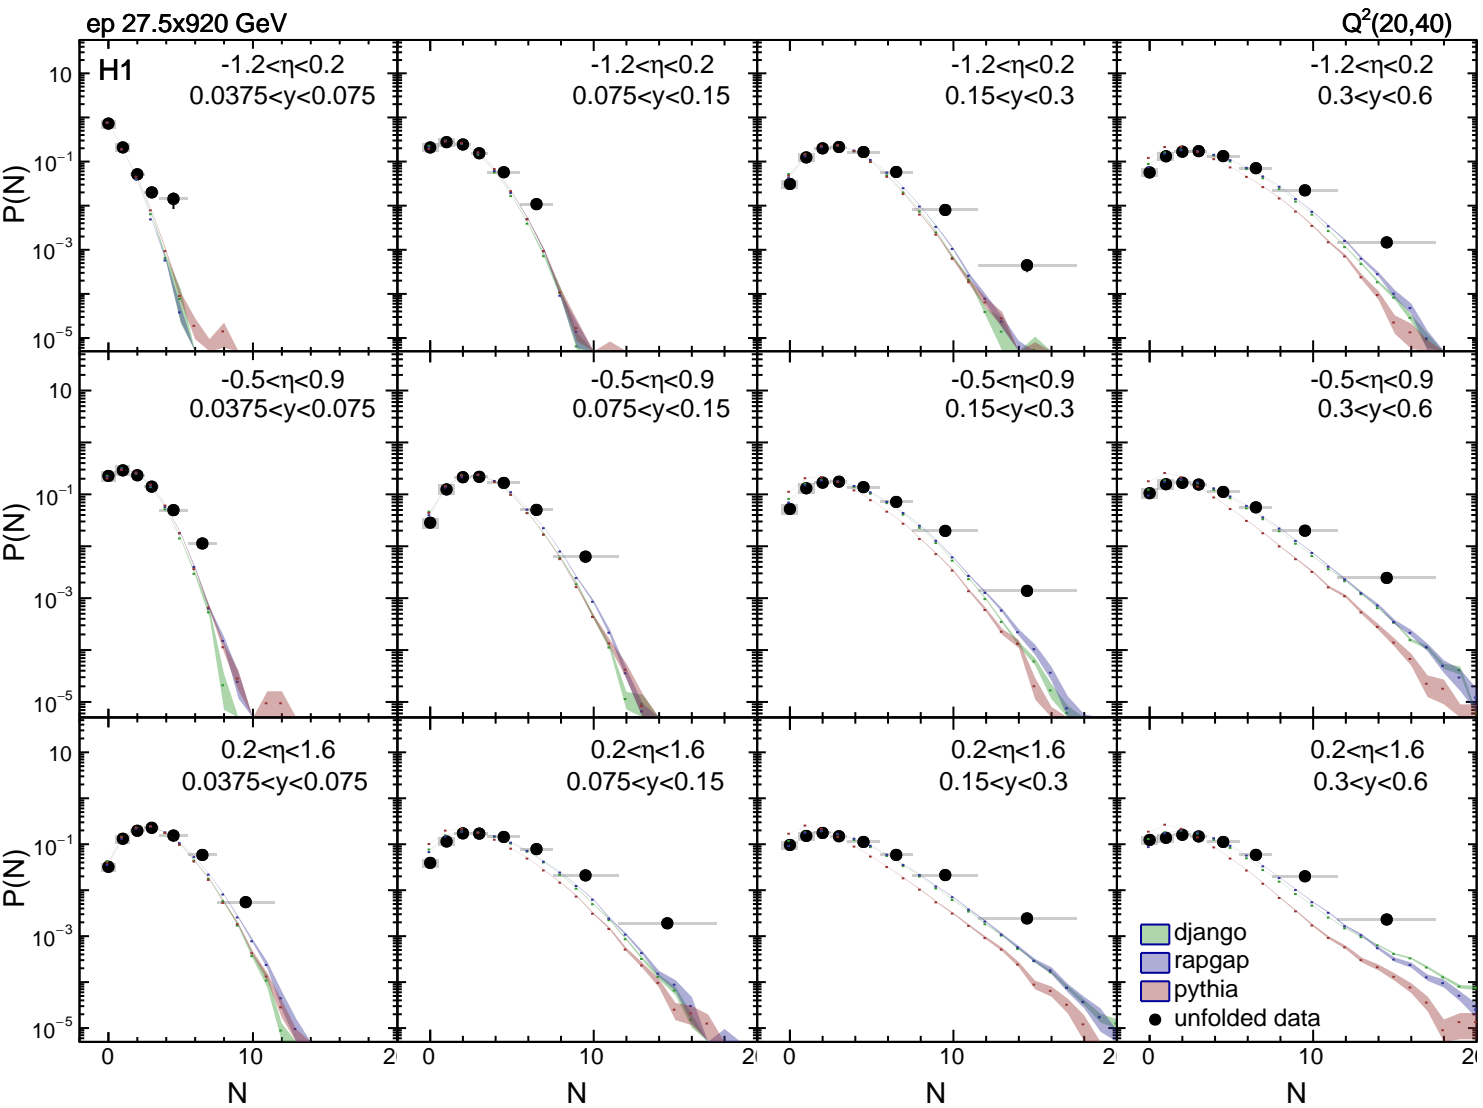 ep 27.5x920 GeV Q²(20,40)
H1
-1.2<η<0.2
0.0375<y<0.075
-1.2<η<0.2
0.075<y<0.15
-1.2<η<0.2
0.15<y<0.3
-1.2<η<0.2
0.3<y<0.6
10
10⁻¹
10⁻³
10⁻⁵
P(N)
-0.5<η<0.9
0.0375<y<0.075
-0.5<η<0.9
0.075<y<0.15
-0.5<η<0.9
0.15<y<0.3
-0.5<η<0.9
0.3<y<0.6
10
10⁻¹
10⁻³
10⁻⁵
P(N)
0.2<η<1.6
0.0375<y<0.075
0.2<η<1.6
0.075<y<0.15
0.2<η<1.6
0.15<y<0.3
0.2<η<1.6
0.3<y<0.6
10
10⁻¹
10⁻³
10⁻⁵
P(N)
django
rapgap
pythia
unfolded data
0 10 2 0 10 2 0 10 2 0 10 2
N N N N